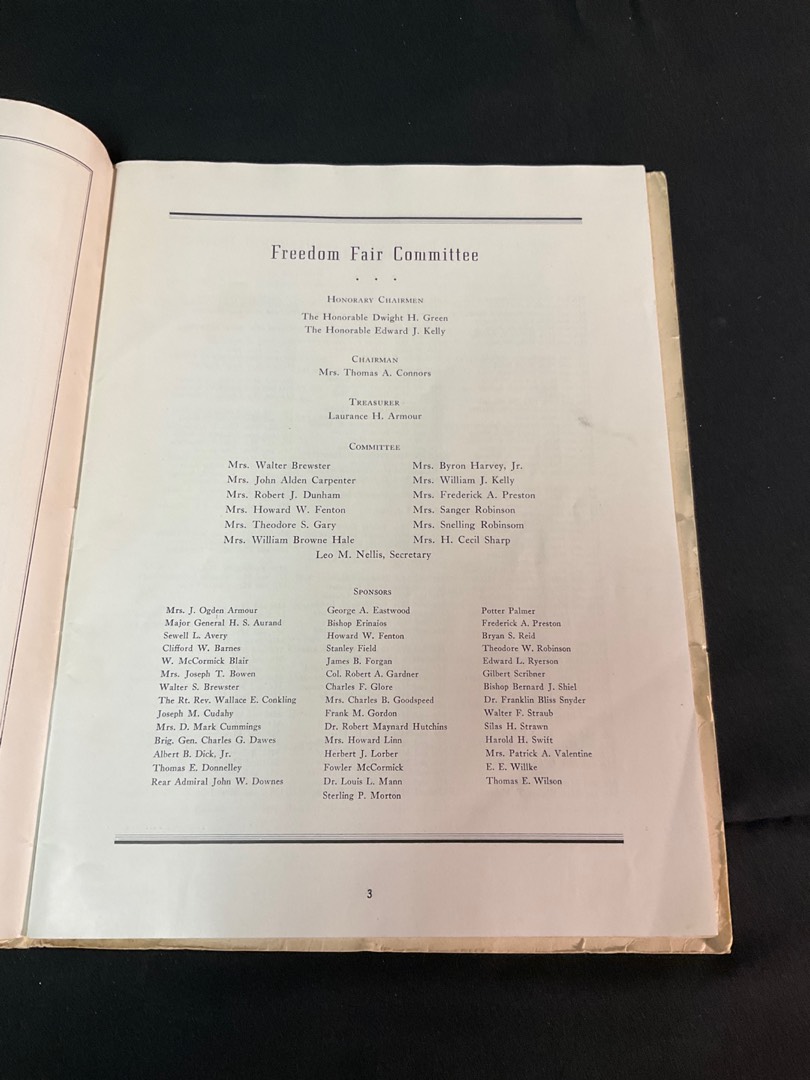 Freedom Fair Committee
. . .
Honorary Chairmen
The Honorable Dwight H. Green
The Honorable Edward J. Kelly
Chairman
Mrs. Thomas A. Connors
Treasurer
Laurance H. Armour
Committee
Mrs. Walter Brewster
Mrs. John Alden Carpenter
Mrs. Robert J. Dunham
Mrs. Howard W. Fenton
Mrs. Theodore S. Gary
Mrs. William Browne Hale
Mrs. Byron Harvey, Jr.
Mrs. William J. Kelly
Mrs. Frederick A. Preston
Mrs. Sanger Robinson
Mrs. Snelling Robinsom
Mrs. H. Cecil Sharp
Leo M. Nellis, Secretary
Sponsors
Mrs. J. Ogden Armour
Major General H. S. Aurand
Sewell L. Avery
Clifford W. Barnes
W. McCormick Blair
Mrs. Joseph T. Bowen
Walter S. Brewster
The Rt. Rev. Wallace E. Conkling
Joseph M. Cudahy
Mrs. D. Mark Cummings
Brig. Gen. Charles G. Dawes
Albert B. Dick, Jr.
Thomas E. Donnelley
Rear Admiral John W. Downes
George A. Eastwood
Bishop Erinaios
Howard W. Fenton
Stanley Field
James B. Forgan
Col. Robert A. Gardner
Charles F. Glore
Mrs. Charles B. Goodspeed
Frank M. Gordon
Dr. Robert Maynard Hutchins
Mrs. Howard Linn
Herbert J. Lorber
Fowler McCormick
Dr. Louis L. Mann
Sterling P. Morton
Potter Palmer
Frederick A. Preston
Bryan S. Reid
Theodore W. Robinson
Edward L. Ryerson
Gilbert Scribner
Bishop Bernard J. Shiel
Dr. Franklin Bliss Snyder
Walter F. Straub
Silas H. Strawn
Harold H. Swift
Mrs. Patrick A. Valentine
E. E. Willke
Thomas E. Wilson
3